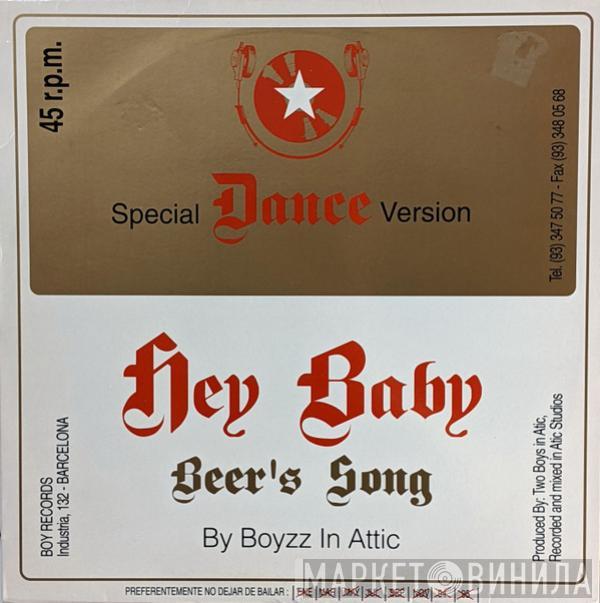 45 r.p.m.
Special Dance Version
Tel. (93) 347 50 77 - Fax (93) 348 05 68
Hey Baby
Beer's Song
By Boyzz In Attic
BOY RECORDS
Industria, 132 - BARCELONA
Produced By: Two Boys in Atic,
Recorded and mixed in Atic Studios
PREFERENTEMENTE NO DEJAR DE BAILAR :
МАРКЕТ ВИНИЛА